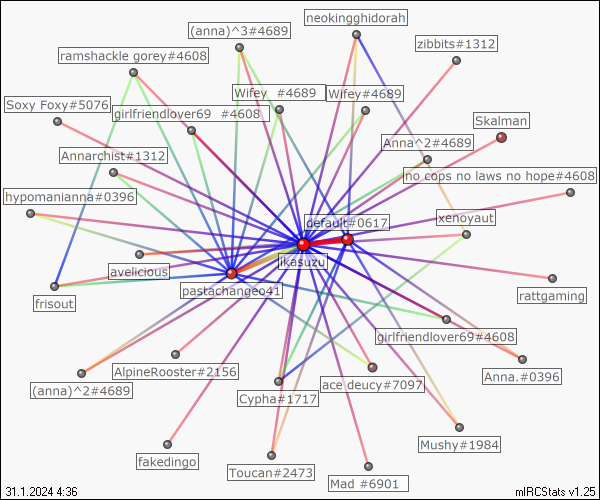 neokingghidorah
(anna)^3#4689
zibbits#1312
ramshackle gorey#4608
Wifey #4689
Wifey#4689
Soxy Foxy#5076
girlfriendlover69 #4608
Skalman
Anna^2#4689
Annarchist#1312
no cops no laws no hope#4608
hypomanianna#0396
default#0617
xenoyaut
ikasuzu
avelicious
pastachangeo41
rattgaming
frisout
girlfriendlover69#4608
AlpineRooster#2156
Anna.#0396
(anna)^2#4689
ace deucy#7097
Cypha#1717
Mushy#1984
fakedingo
Toucan#2473
Mad #6901
31.1.2024 4:36
mIRCStats v1.25